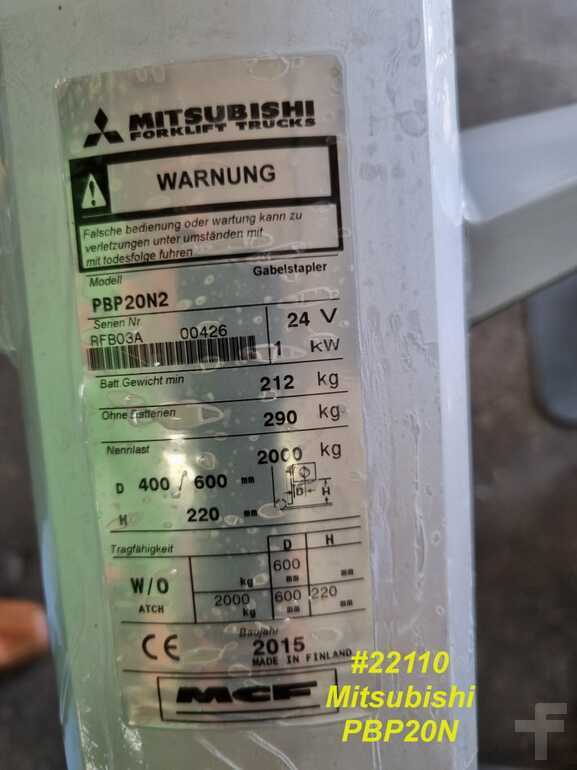 MITSUBISHI
FORKLIFT TRUCKS
WARNUNG
Falsche bedienung oder wartung kann zu
verletzungen unter umständen mit
mit todesfolge fuhren
Modell Gabelstapler
PBP20N2
Serien Nr 24 V
RFB03A 00426
1 kW
Batt Gewicht min 212 kg
Ohne Batterien 290 kg
Nennlast 2000 kg
D 400 / 600 mm
D H
H 220 mm
Tragfähigkeit D H
600
kg mm mm
W/O 2000 600 220
ATCH kg mm mm
Baujahr
CE 2015
MADE IN FINLAND
MCF
#22110
Mitsubishi
PBP20N